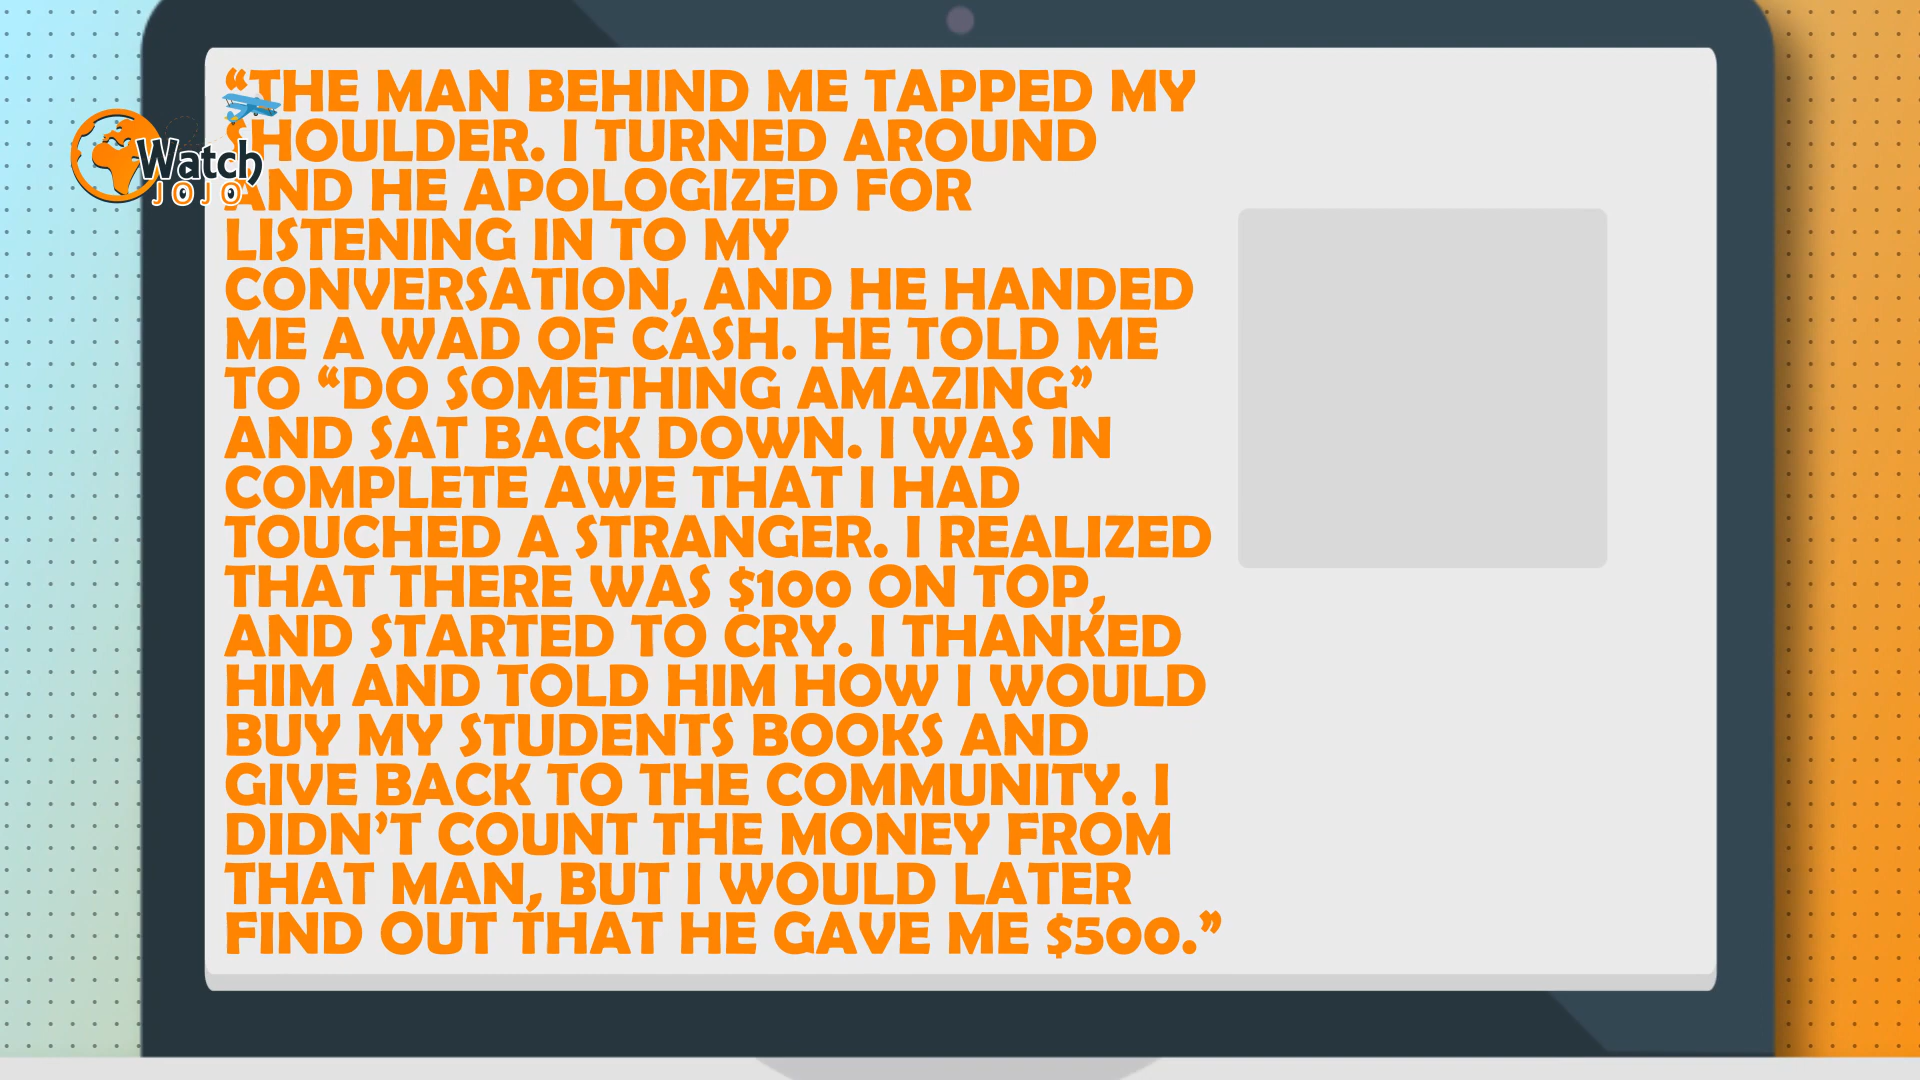 “THE MAN BEHIND ME TAPPED MY
SHOULDER. I TURNED AROUND
AND HE APOLOGIZED FOR
LISTENING IN TO MY
CONVERSATION, AND HE HANDED
ME A WAD OF CASH. HE TOLD ME
TO “DO SOMETHING AMAZING”
AND SAT BACK DOWN. I WAS IN
COMPLETE AWE THAT I HAD
TOUCHED A STRANGER. I REALIZED
THAT THERE WAS $100 ON TOP,
AND STARTED TO CRY. I THANKED
HIM AND TOLD HIM HOW I WOULD
BUY MY STUDENTS BOOKS AND
GIVE BACK TO THE COMMUNITY. I
DIDN’T COUNT THE MONEY FROM
THAT MAN, BUT I WOULD LATER
FIND OUT THAT HE GAVE ME $500.”
Watch
JOJO